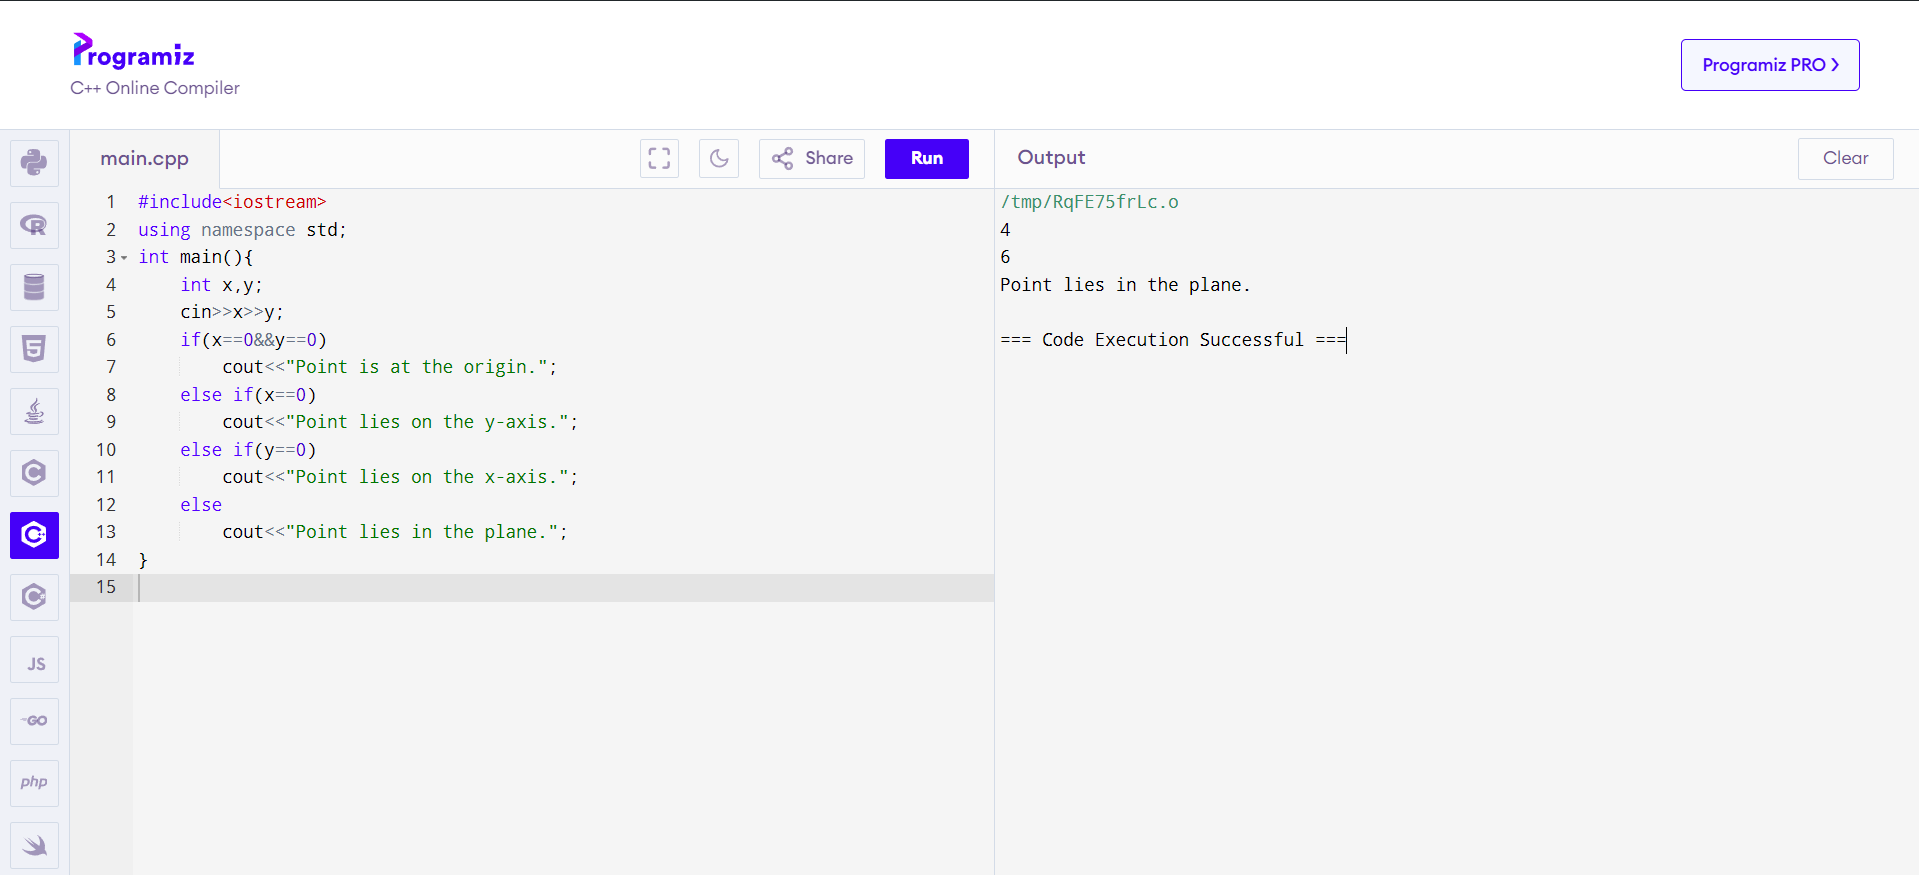 Programiz
C++ Online Compiler
Programiz PRO >
main.cpp
Share
Run
Output
Clear
1 #include<iostream>
2 using namespace std;
3 int main(){
4     int x,y;
5     cin>>x>>y;
6     if(x==0&&y==0)
7         cout<<"Point is at the origin.";
8     else if(x==0)
9         cout<<"Point lies on the y-axis.";
10     else if(y==0)
11         cout<<"Point lies on the x-axis.";
12     else
13         cout<<"Point lies in the plane.";
14 }
15
/tmp/RqFE75frLc.o
4
6
Point lies in the plane.
=== Code Execution Successful ===
R
5
C
C+
C#
JS
GO
php